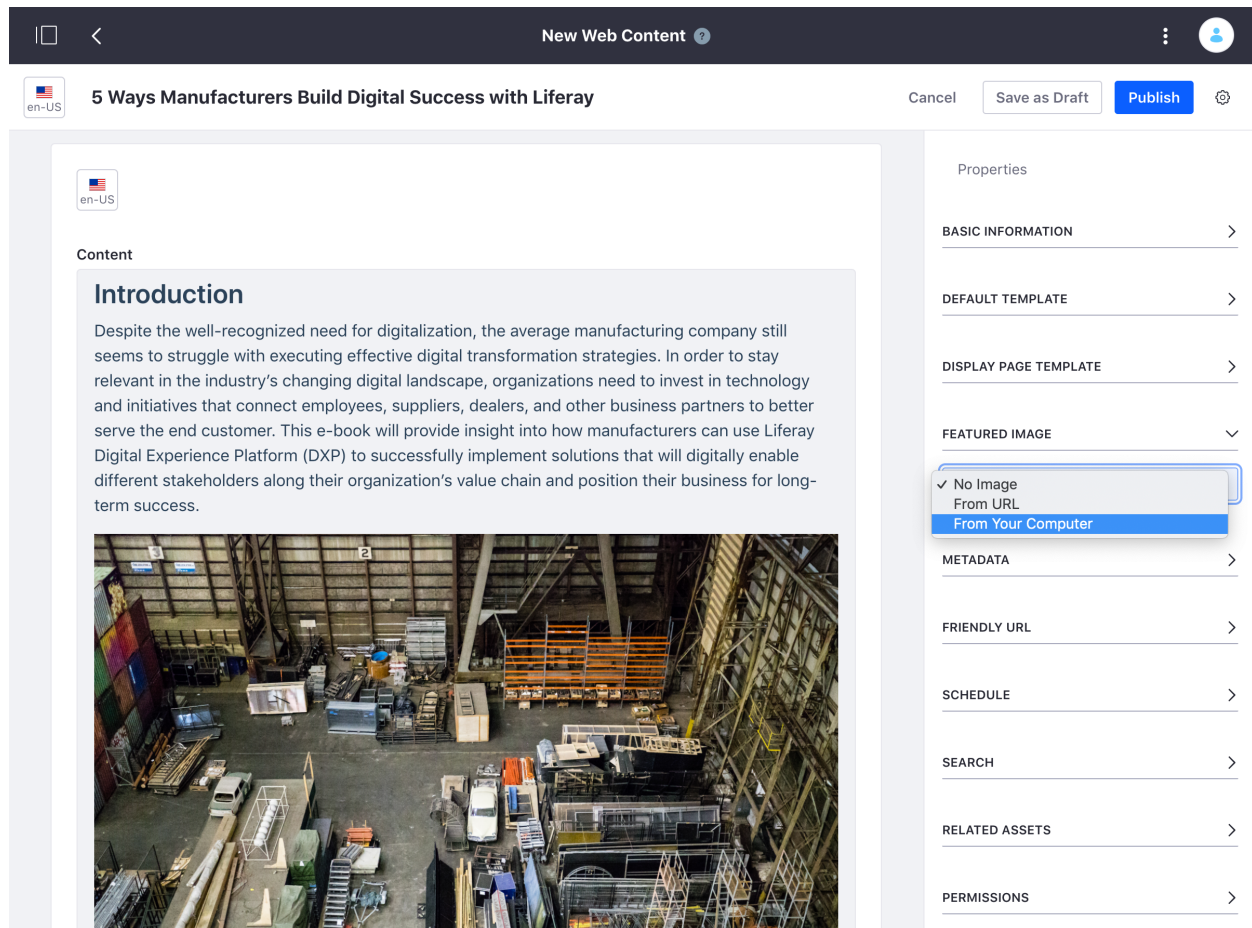 New Web Content ?
en-US
5 Ways Manufacturers Build Digital Success with Liferay
Cancel
Save as Draft
Publish
en-US
Content
Introduction
Despite the well-recognized need for digitalization, the average manufacturing company still
seems to struggle with executing effective digital transformation strategies. In order to stay
relevant in the industry’s changing digital landscape, organizations need to invest in technology
and initiatives that connect employees, suppliers, dealers, and other business partners to better
serve the end customer. This e-book will provide insight into how manufacturers can use Liferay
Digital Experience Platform (DXP) to successfully implement solutions that will digitally enable
different stakeholders along their organization’s value chain and position their business for long-
term success.
3
2
Properties
BASIC INFORMATION
DEFAULT TEMPLATE
DISPLAY PAGE TEMPLATE
FEATURED IMAGE
No Image
From URL
From Your Computer
METADATA
FRIENDLY URL
SCHEDULE
SEARCH
RELATED ASSETS
PERMISSIONS